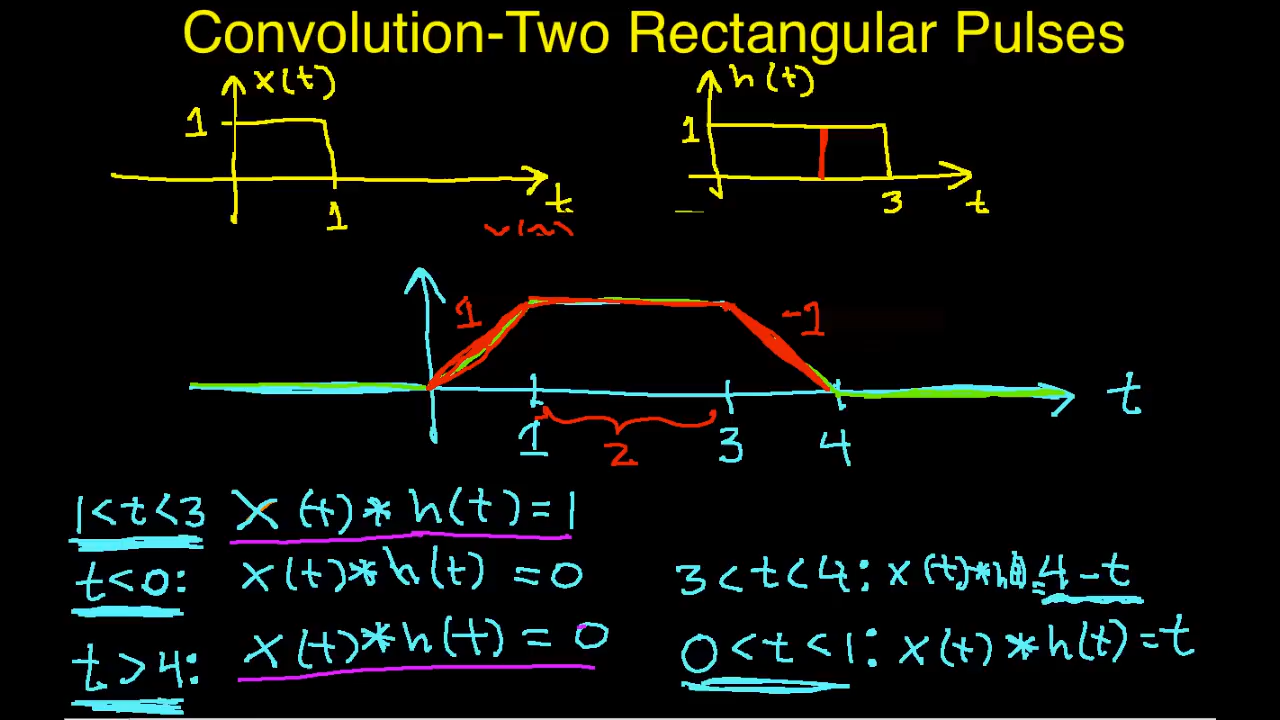 Convolution-Two Rectangular Pulses
x(t)
h(t)
1
1
1
t
3
t
1
-1
t
1
2
3
4
1<t<3 x(t)*h(t)=1
t<0: x(t)*h(t)=0
3<t<4: x(t)*h()=4-t
t>4: x(t)*h(t)=0
0<t<1: x(t)*h(t)=t